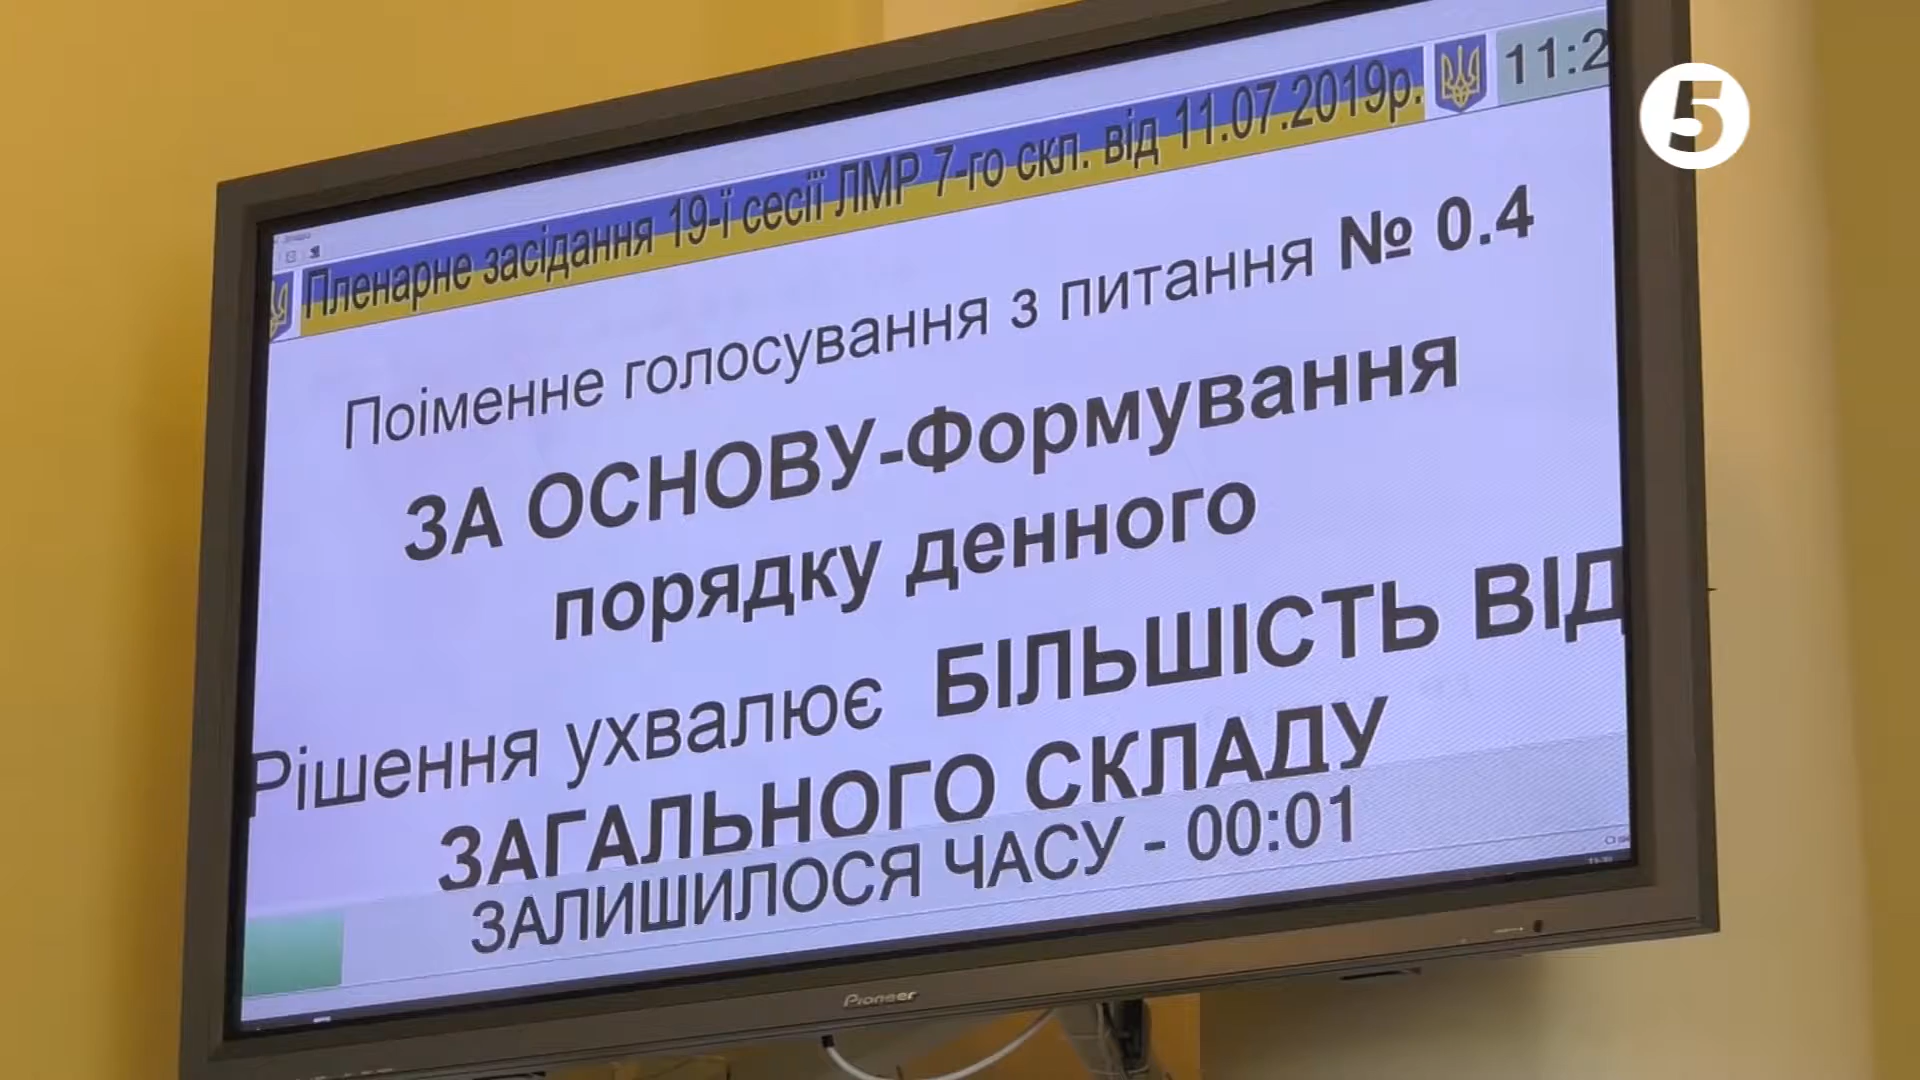 5
11:2
Пленарне засідання 19-ї сесії ЛМР 7-го скл. від 11.07.2019р.
Поіменне голосування з питання № 0.4
ЗА ОСНОВУ-Формування
порядку денного
Рішення ухвалює БІЛЬШІСТЬ ВІД
ЗАГАЛЬНОГО СКЛАДУ
ЗАЛИШИЛОСЯ ЧАСУ - 00:01
Pioneer